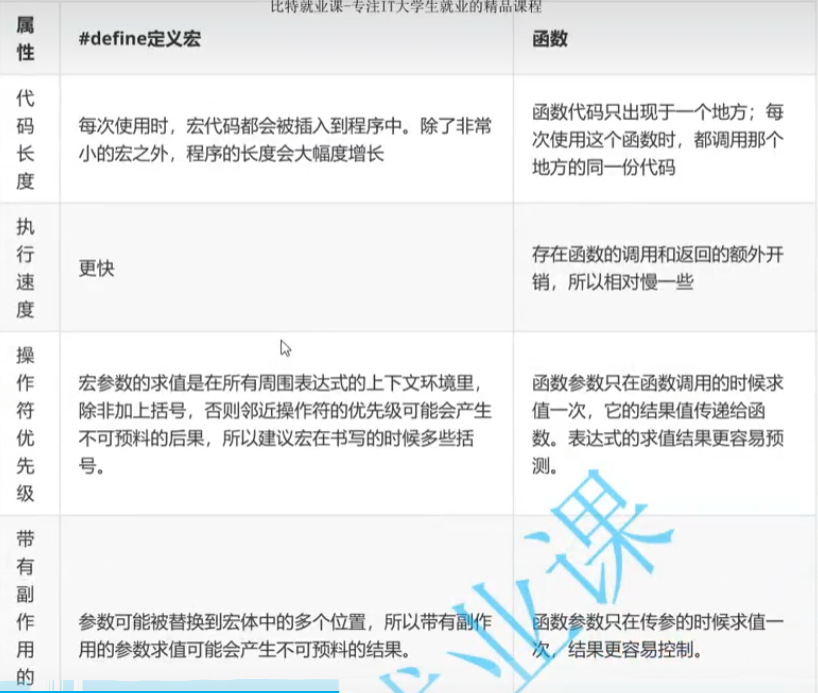 比特就业课-专注IT大学生就业的精品课程
属
性
#define定义宏
函数
代
码
长
度
每次使用时，宏代码都会被插入到程序中。除了非常
小的宏之外，程序的长度会大幅度增长
函数代码只出现于一个地方；每
次使用这个函数时，都调用那个
地方的同一份代码
执
行
速
度
更快
存在函数的调用和返回的额外开
销，所以相对慢一些
操
作
符
优
先
级
宏参数的求值是在所有周围表达式的上下文环境里，
除非加上括号，否则邻近操作符的优先级可能会产生
不可预料的后果，所以建议宏在书写的时候多些括
号。
函数参数只在函数调用的时候求
值一次，它的结果值传递给函
数。表达式的求值结果更容易预
测。
带
有
副
作
用
的
参数可能被替换到宏体中的多个位置，所以带有副作
用的参数求值可能会产生不可预料的结果。
函数参数只在传参的时候求值一
次，结果更容易控制。
业课